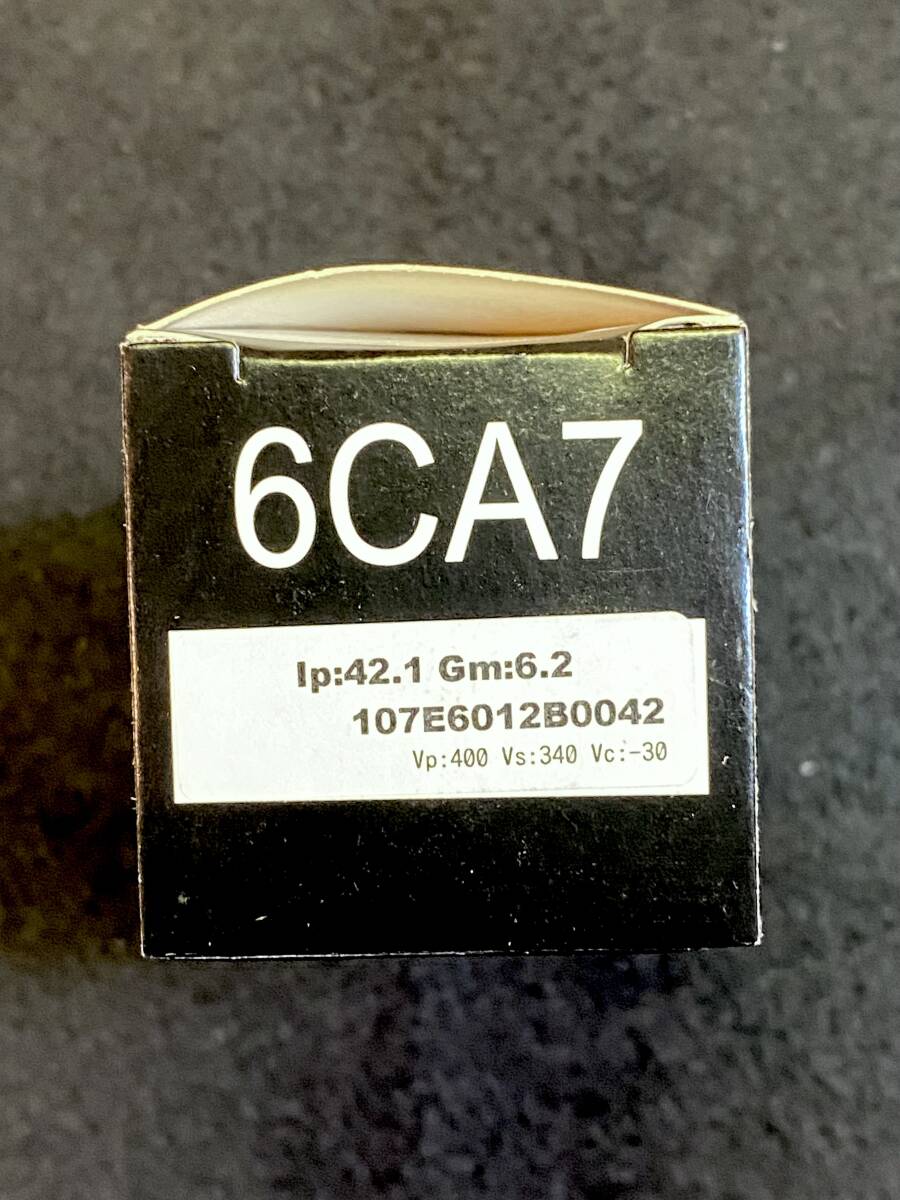 6CA7
Ip:42.1 Gm:6.2
107E6012B0042
Vp:400 Vs:340 Vc:-30